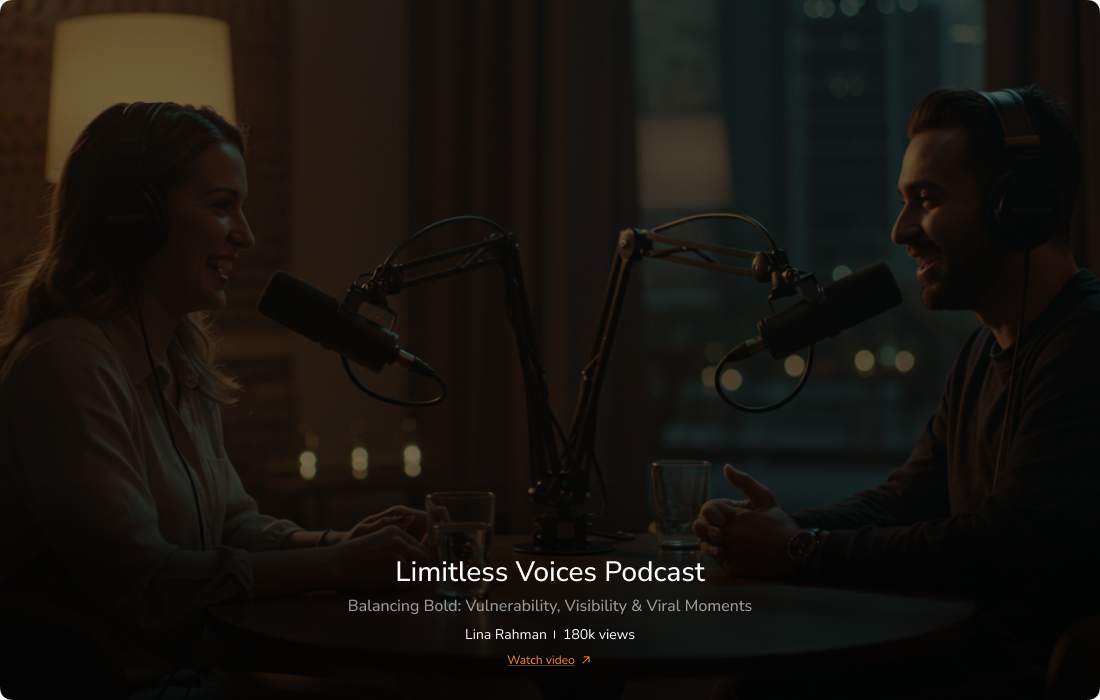 Limitless Voices Podcast
Balancing Bold: Vulnerability, Visibility & Viral Moments
Lina Rahman | 180k views
Watch video ↗